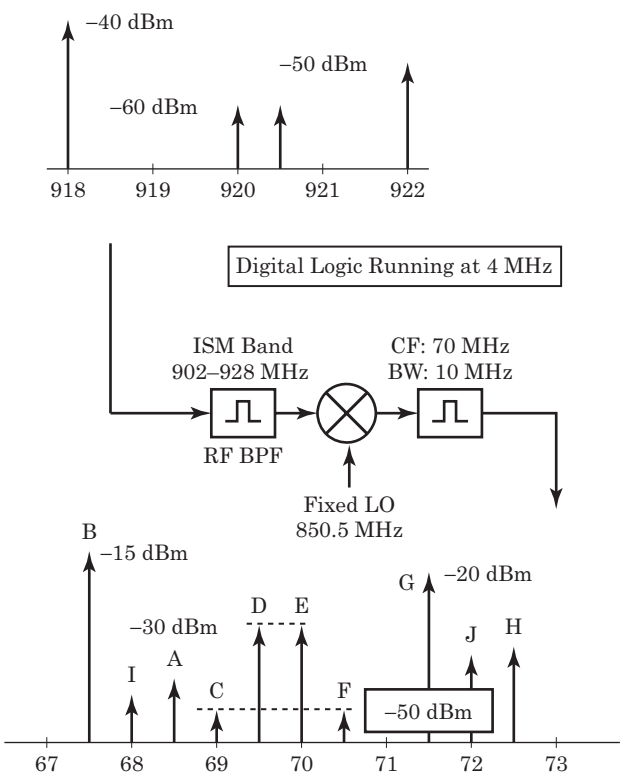 –40 dBm
–50 dBm
–60 dBm
918 919 920 921 922
Digital Logic Running at 4 MHz
ISM Band
902–928 MHz
CF: 70 MHz
BW: 10 MHz
RF BPF
Fixed LO
850.5 MHz
B
–15 dBm
G
–20 dBm
D E
–30 dBm
J
H
I
A
C
F
–50 dBm
67 68 69 70 71 72 73